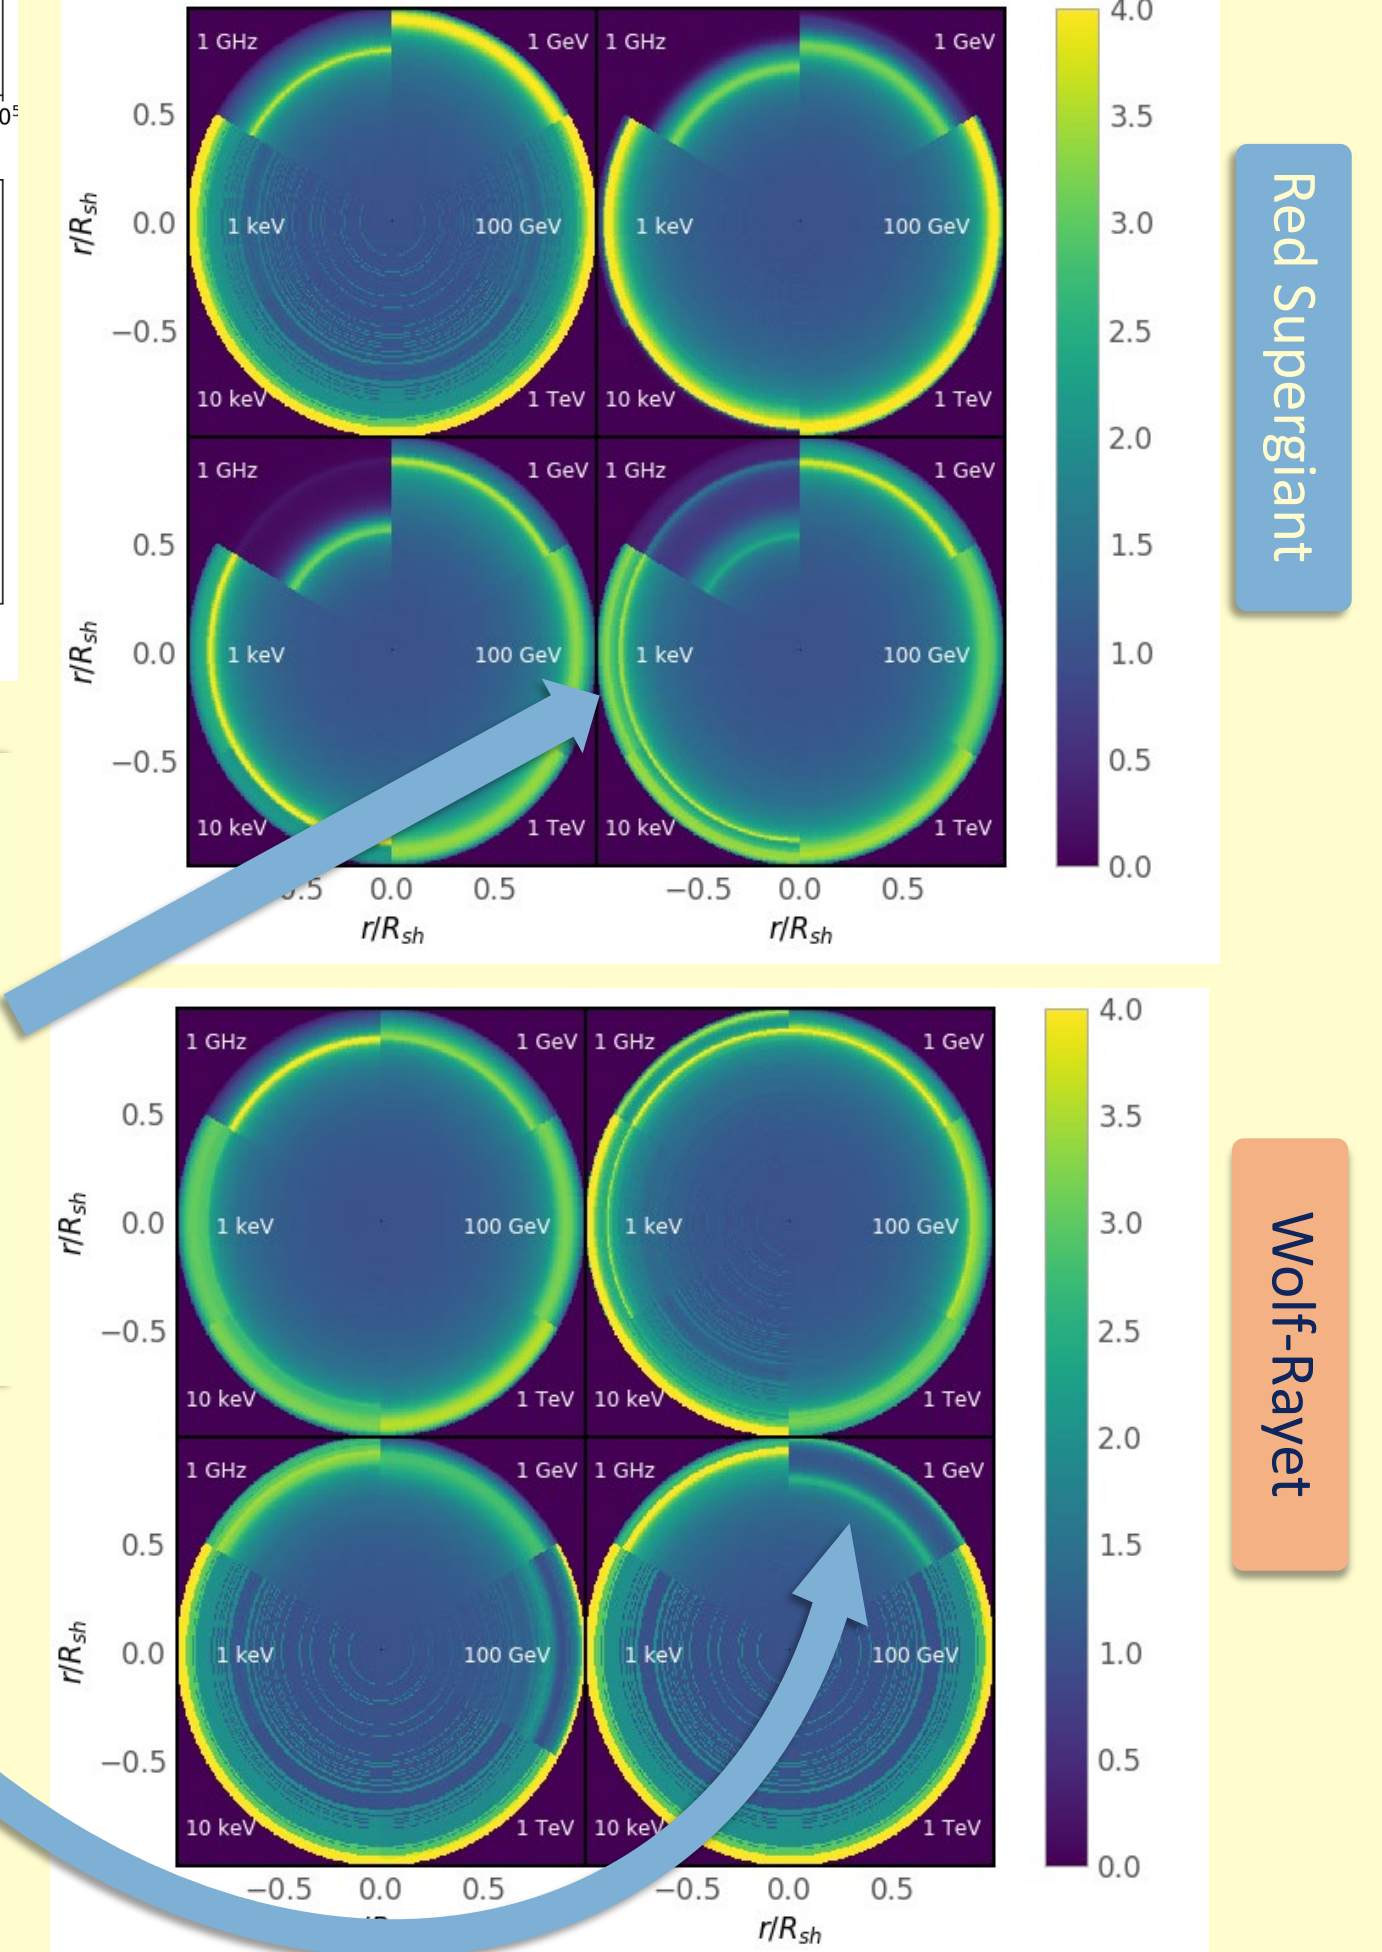 0⁵
1 GHz 1 GeV 1 GHz 1 GeV
1 keV 100 GeV 1 keV 100 GeV
10 keV 1 TeV 10 keV 1 TeV
1 GHz 1 GeV 1 GHz 1 GeV
1 keV 100 GeV 1 keV 100 GeV
10 keV 1 TeV 10 keV 1 TeV
0.5
0.0
−0.5
r/Rsh
0.5
0.0
−0.5
r/Rsh
0.5 0.0 0.5 −0.5 0.0 0.5
r/Rsh r/Rsh
4.0
3.5
3.0
2.5
2.0
1.5
1.0
0.5
0.0
Red Supergiant
1 GHz 1 GeV 1 GHz 1 GeV
1 keV 100 GeV 1 keV 100 GeV
10 keV 1 TeV 10 keV 1 TeV
1 GHz 1 GeV 1 GHz 1 GeV
1 keV 100 GeV 1 keV 100 GeV
10 keV 1 TeV 10 keV 1 TeV
0.5
0.0
−0.5
r/Rsh
0.5
0.0
−0.5
r/Rsh
−0.5 0.0 0.5 −0.5 0.0 0.5
r/Rsh
4.0
3.5
3.0
2.5
2.0
1.5
1.0
0.5
0.0
Wolf-Rayet